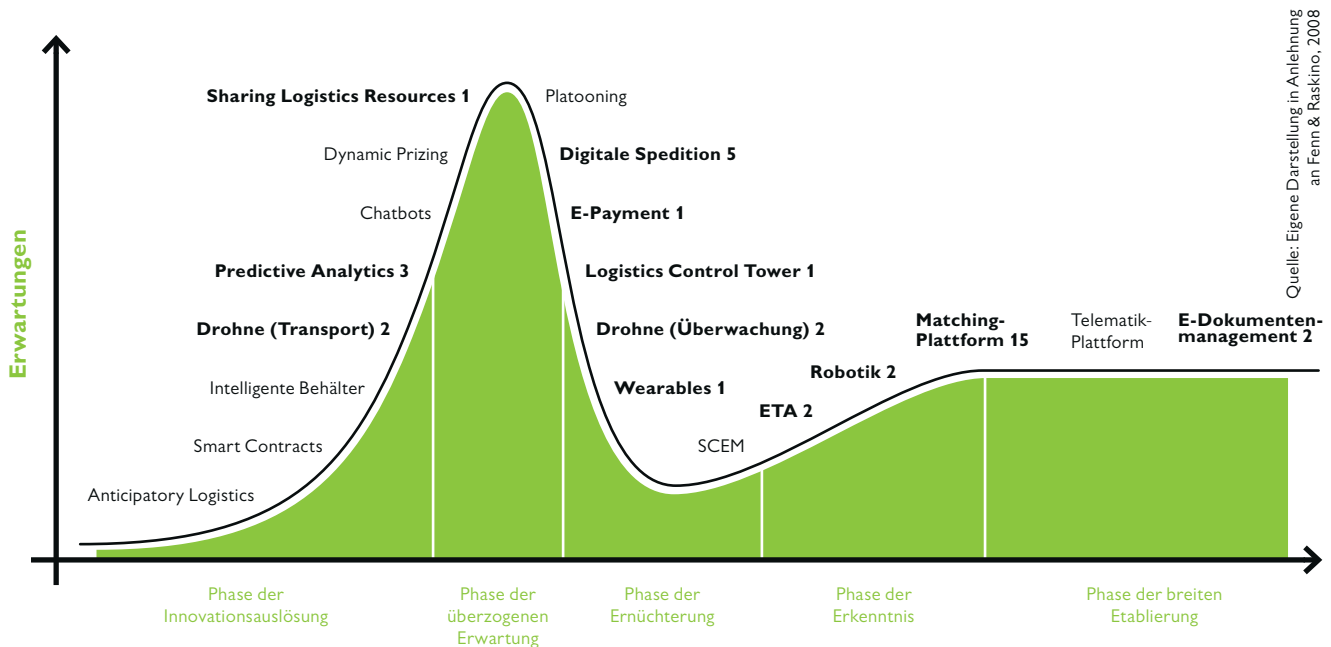 Quelle: Eigene Darstellung in Anlehnung
an Fenn & Raskino, 2008
Erwartungen
Sharing Logistics Resources 1
Platooning
Dynamic Prizing
Digitale Spedition 5
Chatbots
E-Payment 1
Predictive Analytics 3
Logistics Control Tower 1
Drohne (Transport) 2
Drohne (Überwachung) 2
Matching-
Plattform 15
Telematik-
Plattform
E-Dokumenten-
management 2
Intelligente Behälter
Wearables 1
Robotik 2
ETA 2
Smart Contracts
SCEM
Anticipatory Logistics
Phase der
Innovationsauslösung
Phase der
überzogenen
Erwartung
Phase der
Ernüchterung
Phase der
Erkenntnis
Phase der breiten
Etablierung